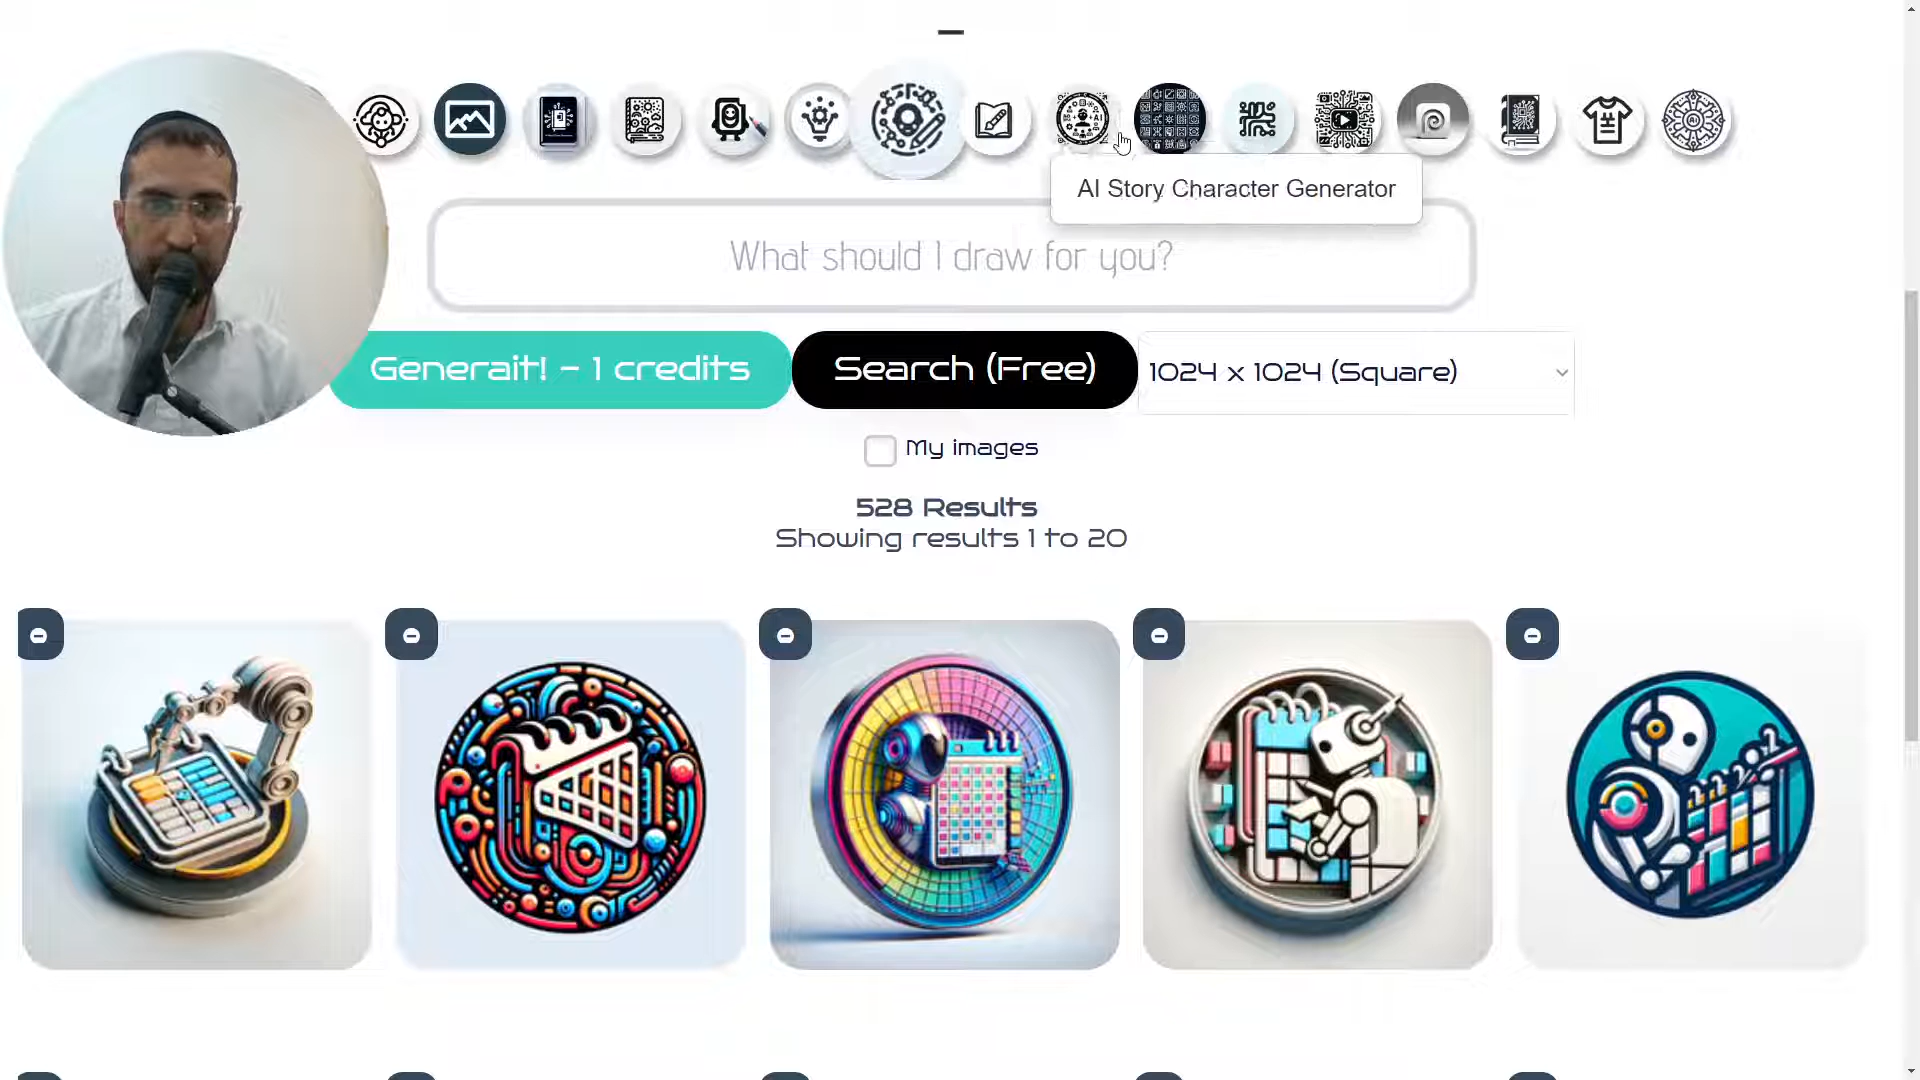 AI Story Character Generator
What should I draw for you?
Generait! - 1 credits
Search (Free)
1024 x 1024 (Square)
My images
528 Results
Showing results 1 to 20